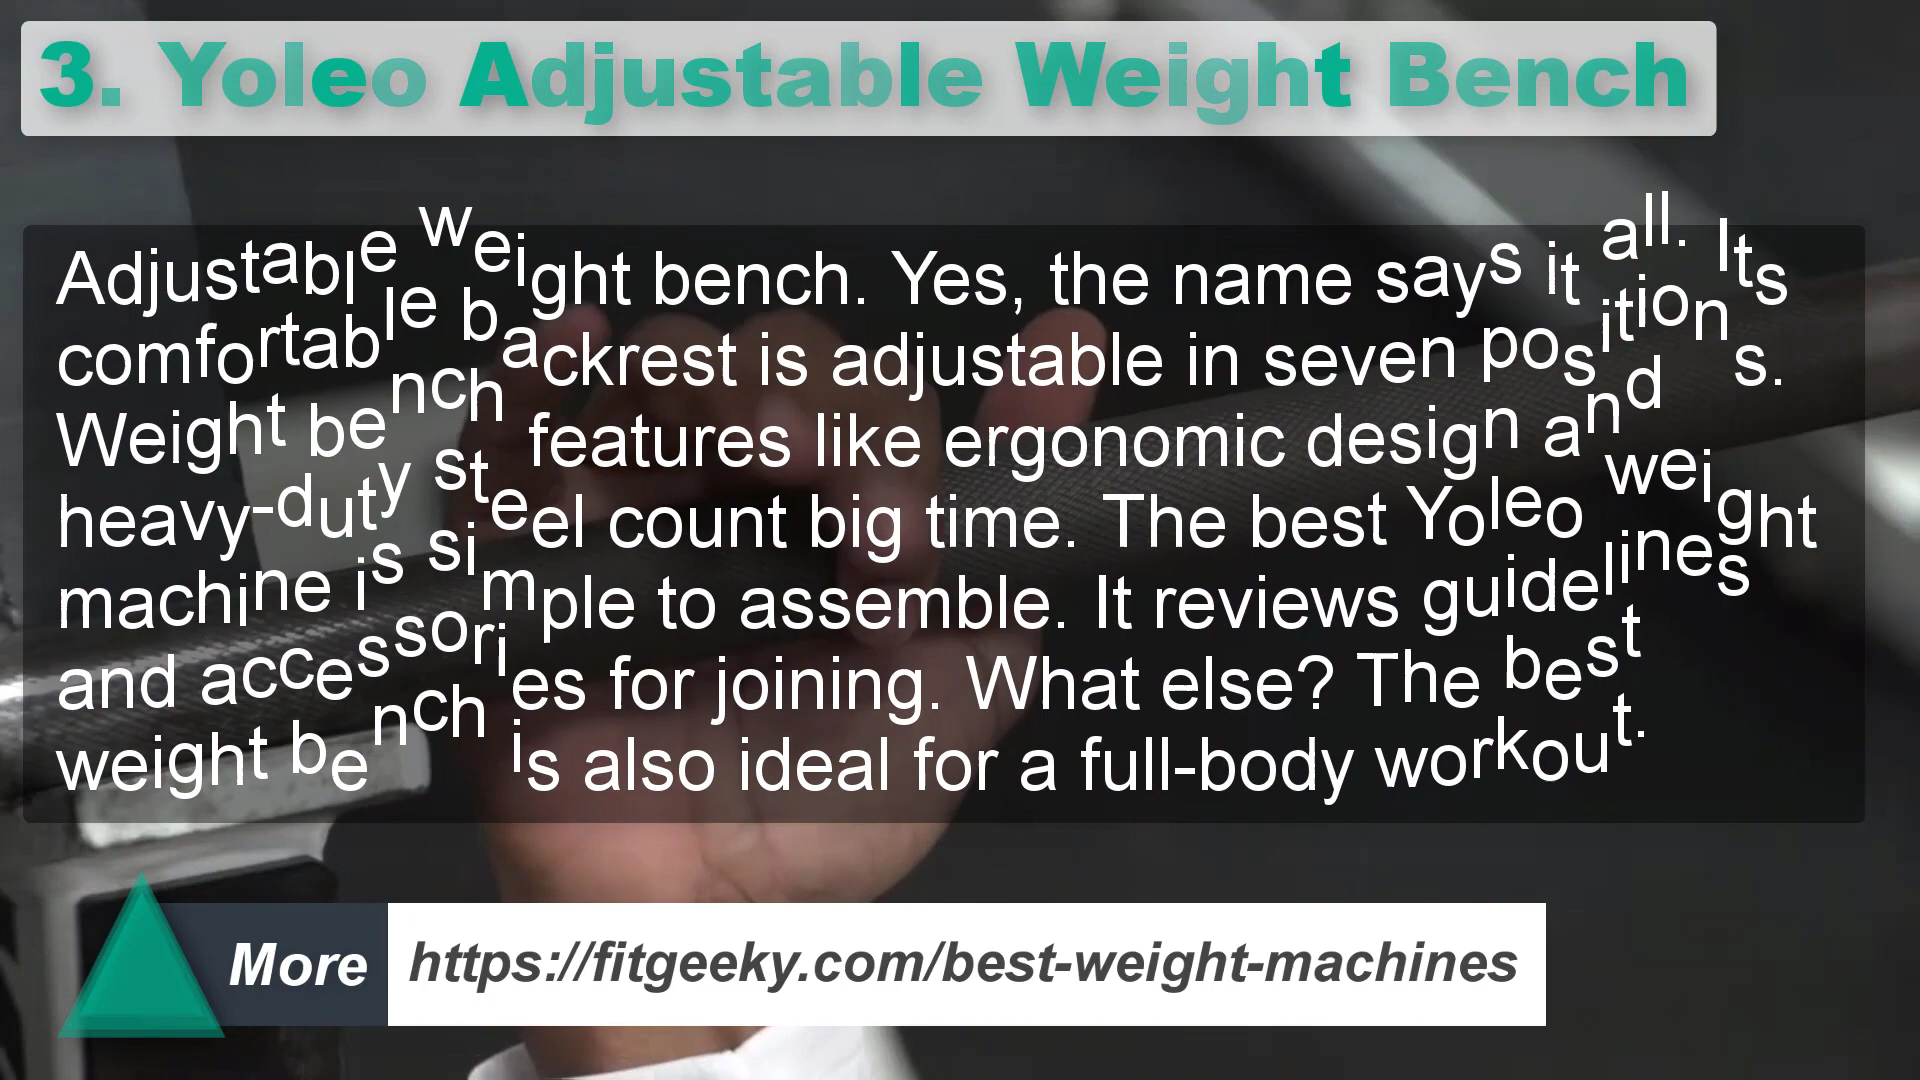 3. Yoleo Adjustable Weight Bench
Adjustable weight bench. Yes, the name says it all. Its
comfortable backrest is adjustable in seven positions.
Weight bench features like ergonomic design and
heavy-duty steel count big time. The best Yoleo weight
machine is simple to assemble. It reviews guidelines
and accessories for joining. What else? The best
weight bench is also ideal for a full-body workout.
More https://fitgeeky.com/best-weight-machines